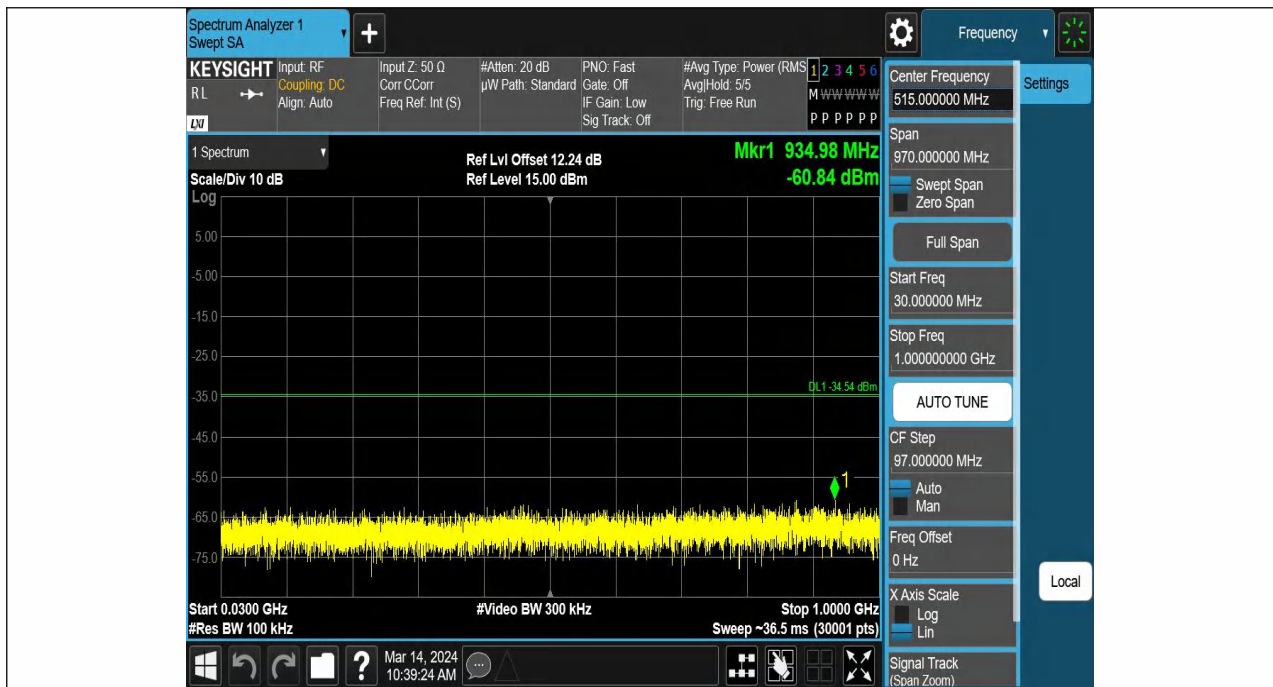 Spectrum Analyzer 1
Swept SA
+
Frequency
KEYSIGHT
RL
LXI
Input: RF
Coupling: DC
Align: Auto
Input Z: 50 Ω
Corr CCorr
Freq Ref: Int (S)
#Atten: 20 dB
µW Path: Standard
PNO: Fast
Gate: Off
IF Gain: Low
Sig Track: Off
#Avg Type: Power (RMS
Avg|Hold: 5/5
Trig: Free Run
1 2 3 4 5 6
M W W W W W
P P P P P P
1 Spectrum
Scale/Div 10 dB
Ref Lvl Offset 12.24 dB
Ref Level 15.00 dBm
Mkr1 934.98 MHz
-60.84 dBm
Log
5.00
-5.00
-15.0
-25.0
DL1 -34.54 dBm
-35.0
-45.0
-55.0
1
-65.0
-75.0
Start 0.0300 GHz
#Res BW 100 kHz
#Video BW 300 kHz
Stop 1.0000 GHz
Sweep ~36.5 ms (30001 pts)
Center Frequency
515.000000 MHz
Settings
Span
970.000000 MHz
Swept Span
Zero Span
Full Span
Start Freq
30.000000 MHz
Stop Freq
1.000000000 GHz
AUTO TUNE
CF Step
97.000000 MHz
Auto
Man
Freq Offset
0 Hz
Local
X Axis Scale
Log
Lin
Signal Track
(Span Zoom)
?
Mar 14, 2024
10:39:24 AM